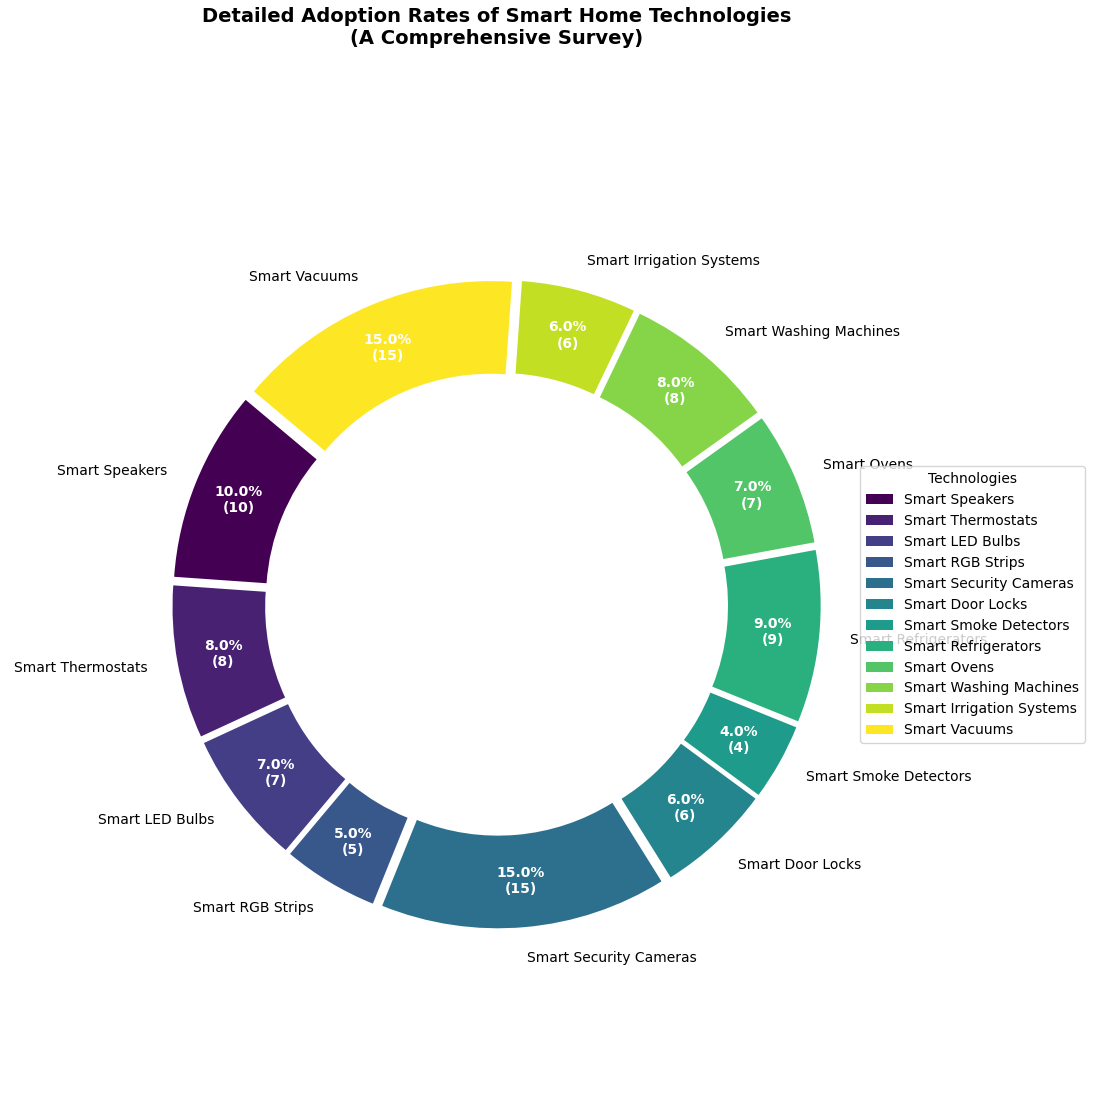 Detailed Adoption Rates of Smart Home Technologies
(A Comprehensive Survey)
Smart Vacuums
15.0%
(15)
Smart Irrigation Systems
6.0%
(6)
Smart Washing Machines
8.0%
(8)
Smart Ovens
7.0%
(7)
Smart Refrigerators
9.0%
(9)
Smart Smoke Detectors
4.0%
(4)
Smart Door Locks
6.0%
(6)
Smart Security Cameras
15.0%
(15)
Smart RGB Strips
5.0%
(5)
Smart LED Bulbs
7.0%
(7)
Smart Thermostats
8.0%
(8)
Smart Speakers
10.0%
(10)
Technologies
Smart Speakers
Smart Thermostats
Smart LED Bulbs
Smart RGB Strips
Smart Security Cameras
Smart Door Locks
Smart Smoke Detectors
Smart Refrigerators
Smart Ovens
Smart Washing Machines
Smart Irrigation Systems
Smart Vacuums